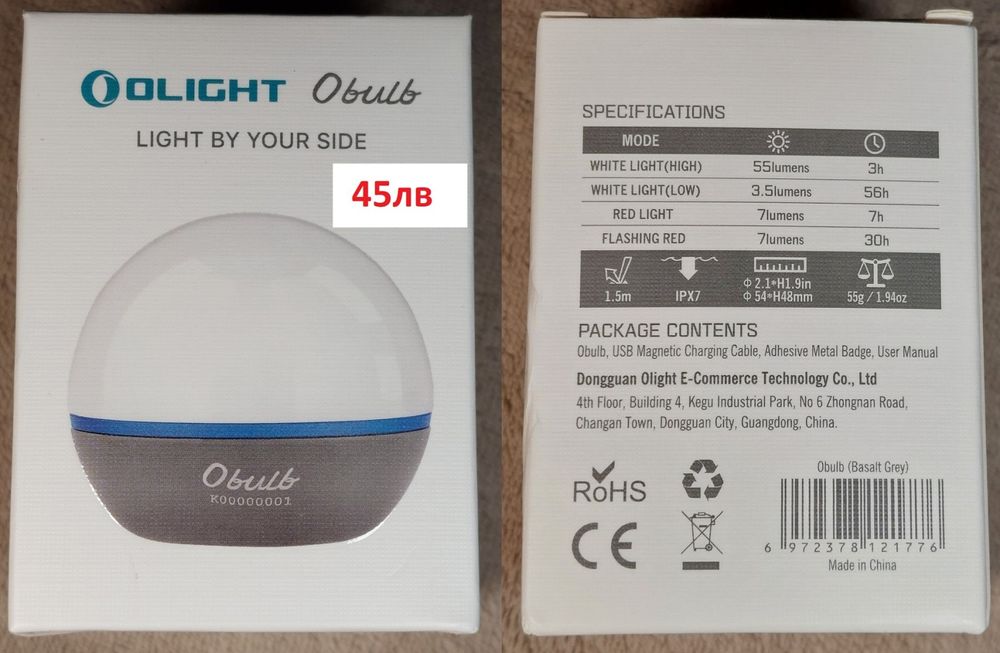 OLIGHT Obulb
LIGHT BY YOUR SIDE
45лв
Obulb
K00000001
SPECIFICATIONS
MODE
WHITE LIGHT(HIGH) 55lumens 3h
WHITE LIGHT(LOW) 3.5lumens 56h
RED LIGHT 7lumens 7h
FLASHING RED 7lumens 30h
Φ 2.1*H1.9in
1.5m IPX7 Φ 54*H48mm 55g / 1.94oz
PACKAGE CONTENTS
Obulb, USB Magnetic Charging Cable, Adhesive Metal Badge, User Manual
Dongguan Olight E-Commerce Technology Co., Ltd
4th Floor, Building 4, Kegu Industrial Park, No 6 Zhongnan Road,
Changan Town, Dongguan City, Guangdong, China.
RoHS
CE
Obulb (Basalt Grey)
6 972378 121776
Made in China